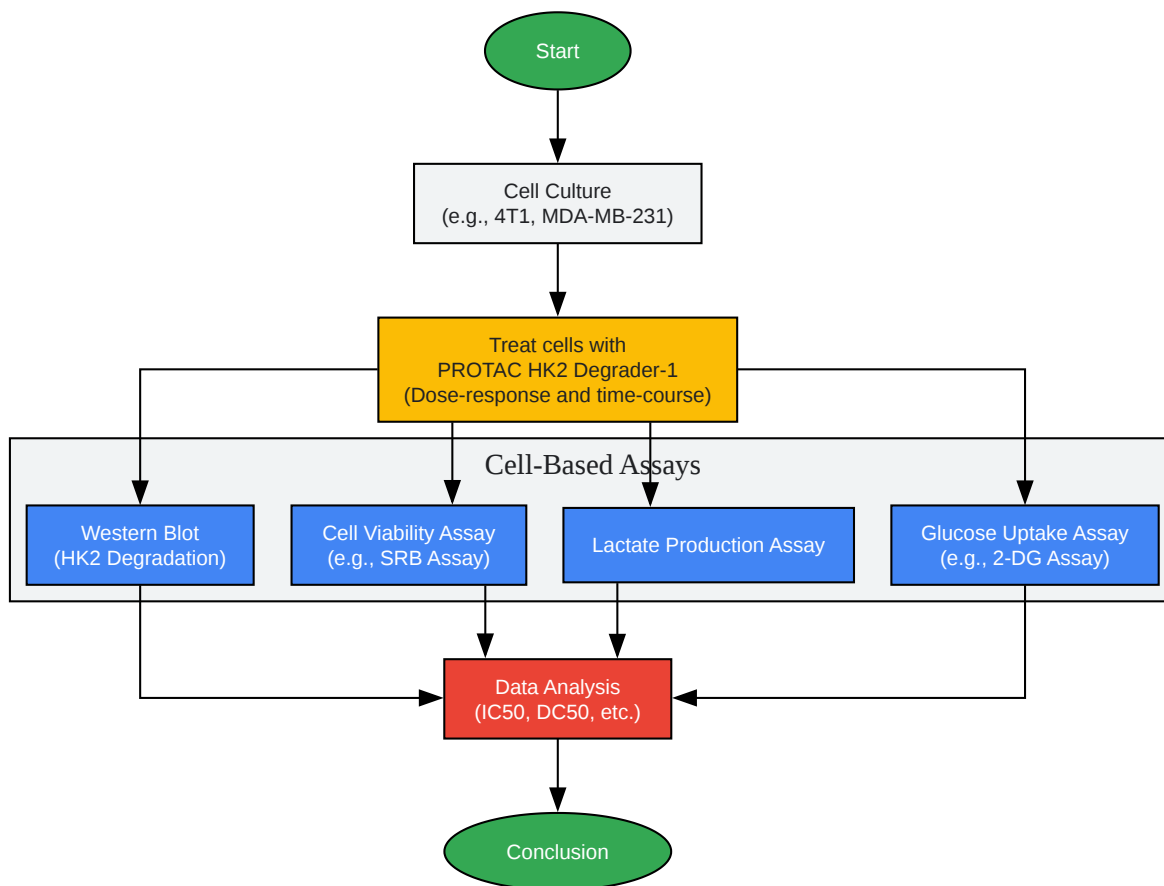 Start
Cell Culture
(e.g., 4T1, MDA-MB-231)
Treat cells with
PROTAC HK2 Degrader-1
(Dose-response and time-course)
Cell-Based Assays
Western Blot
(HK2 Degradation)
Cell Viability Assay
(e.g., SRB Assay)
Lactate Production Assay
Glucose Uptake Assay
(e.g., 2-DG Assay)
Data Analysis
(IC50, DC50, etc.)
Conclusion